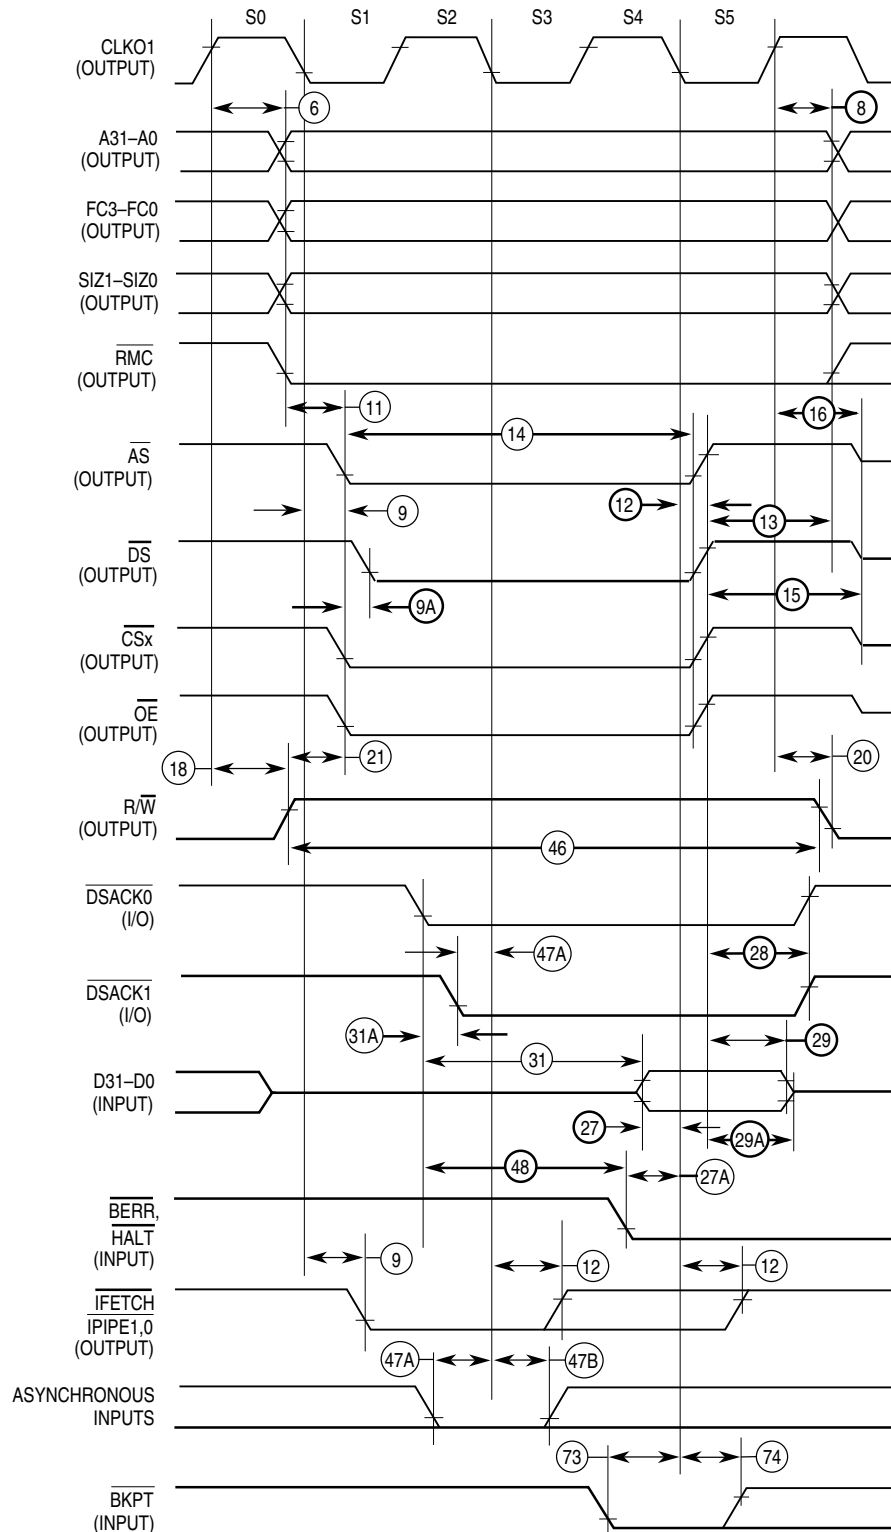 S0 S1 S2 S3 S4 S5
CLKO1
(OUTPUT)
6 8
A31–A0
(OUTPUT)
FC3–FC0
(OUTPUT)
SIZ1–SIZ0
(OUTPUT)
RMC
(OUTPUT)
11 16
14
AS
(OUTPUT)
9 12
13
DS
(OUTPUT)
9A 15
CSx
(OUTPUT)
OE
(OUTPUT)
18 21 20
R/W
(OUTPUT)
46
DSACK0
(I/O)
47A 28
DSACK1
(I/O)
31A 29
31
D31–D0
(INPUT)
27 29A
48 27A
BERR,
HALT
(INPUT)
9 12 12
IFETCH
IPIPE1,0
(OUTPUT)
47A 47B
ASYNCHRONOUS
INPUTS
73 74
BKPT
(INPUT)